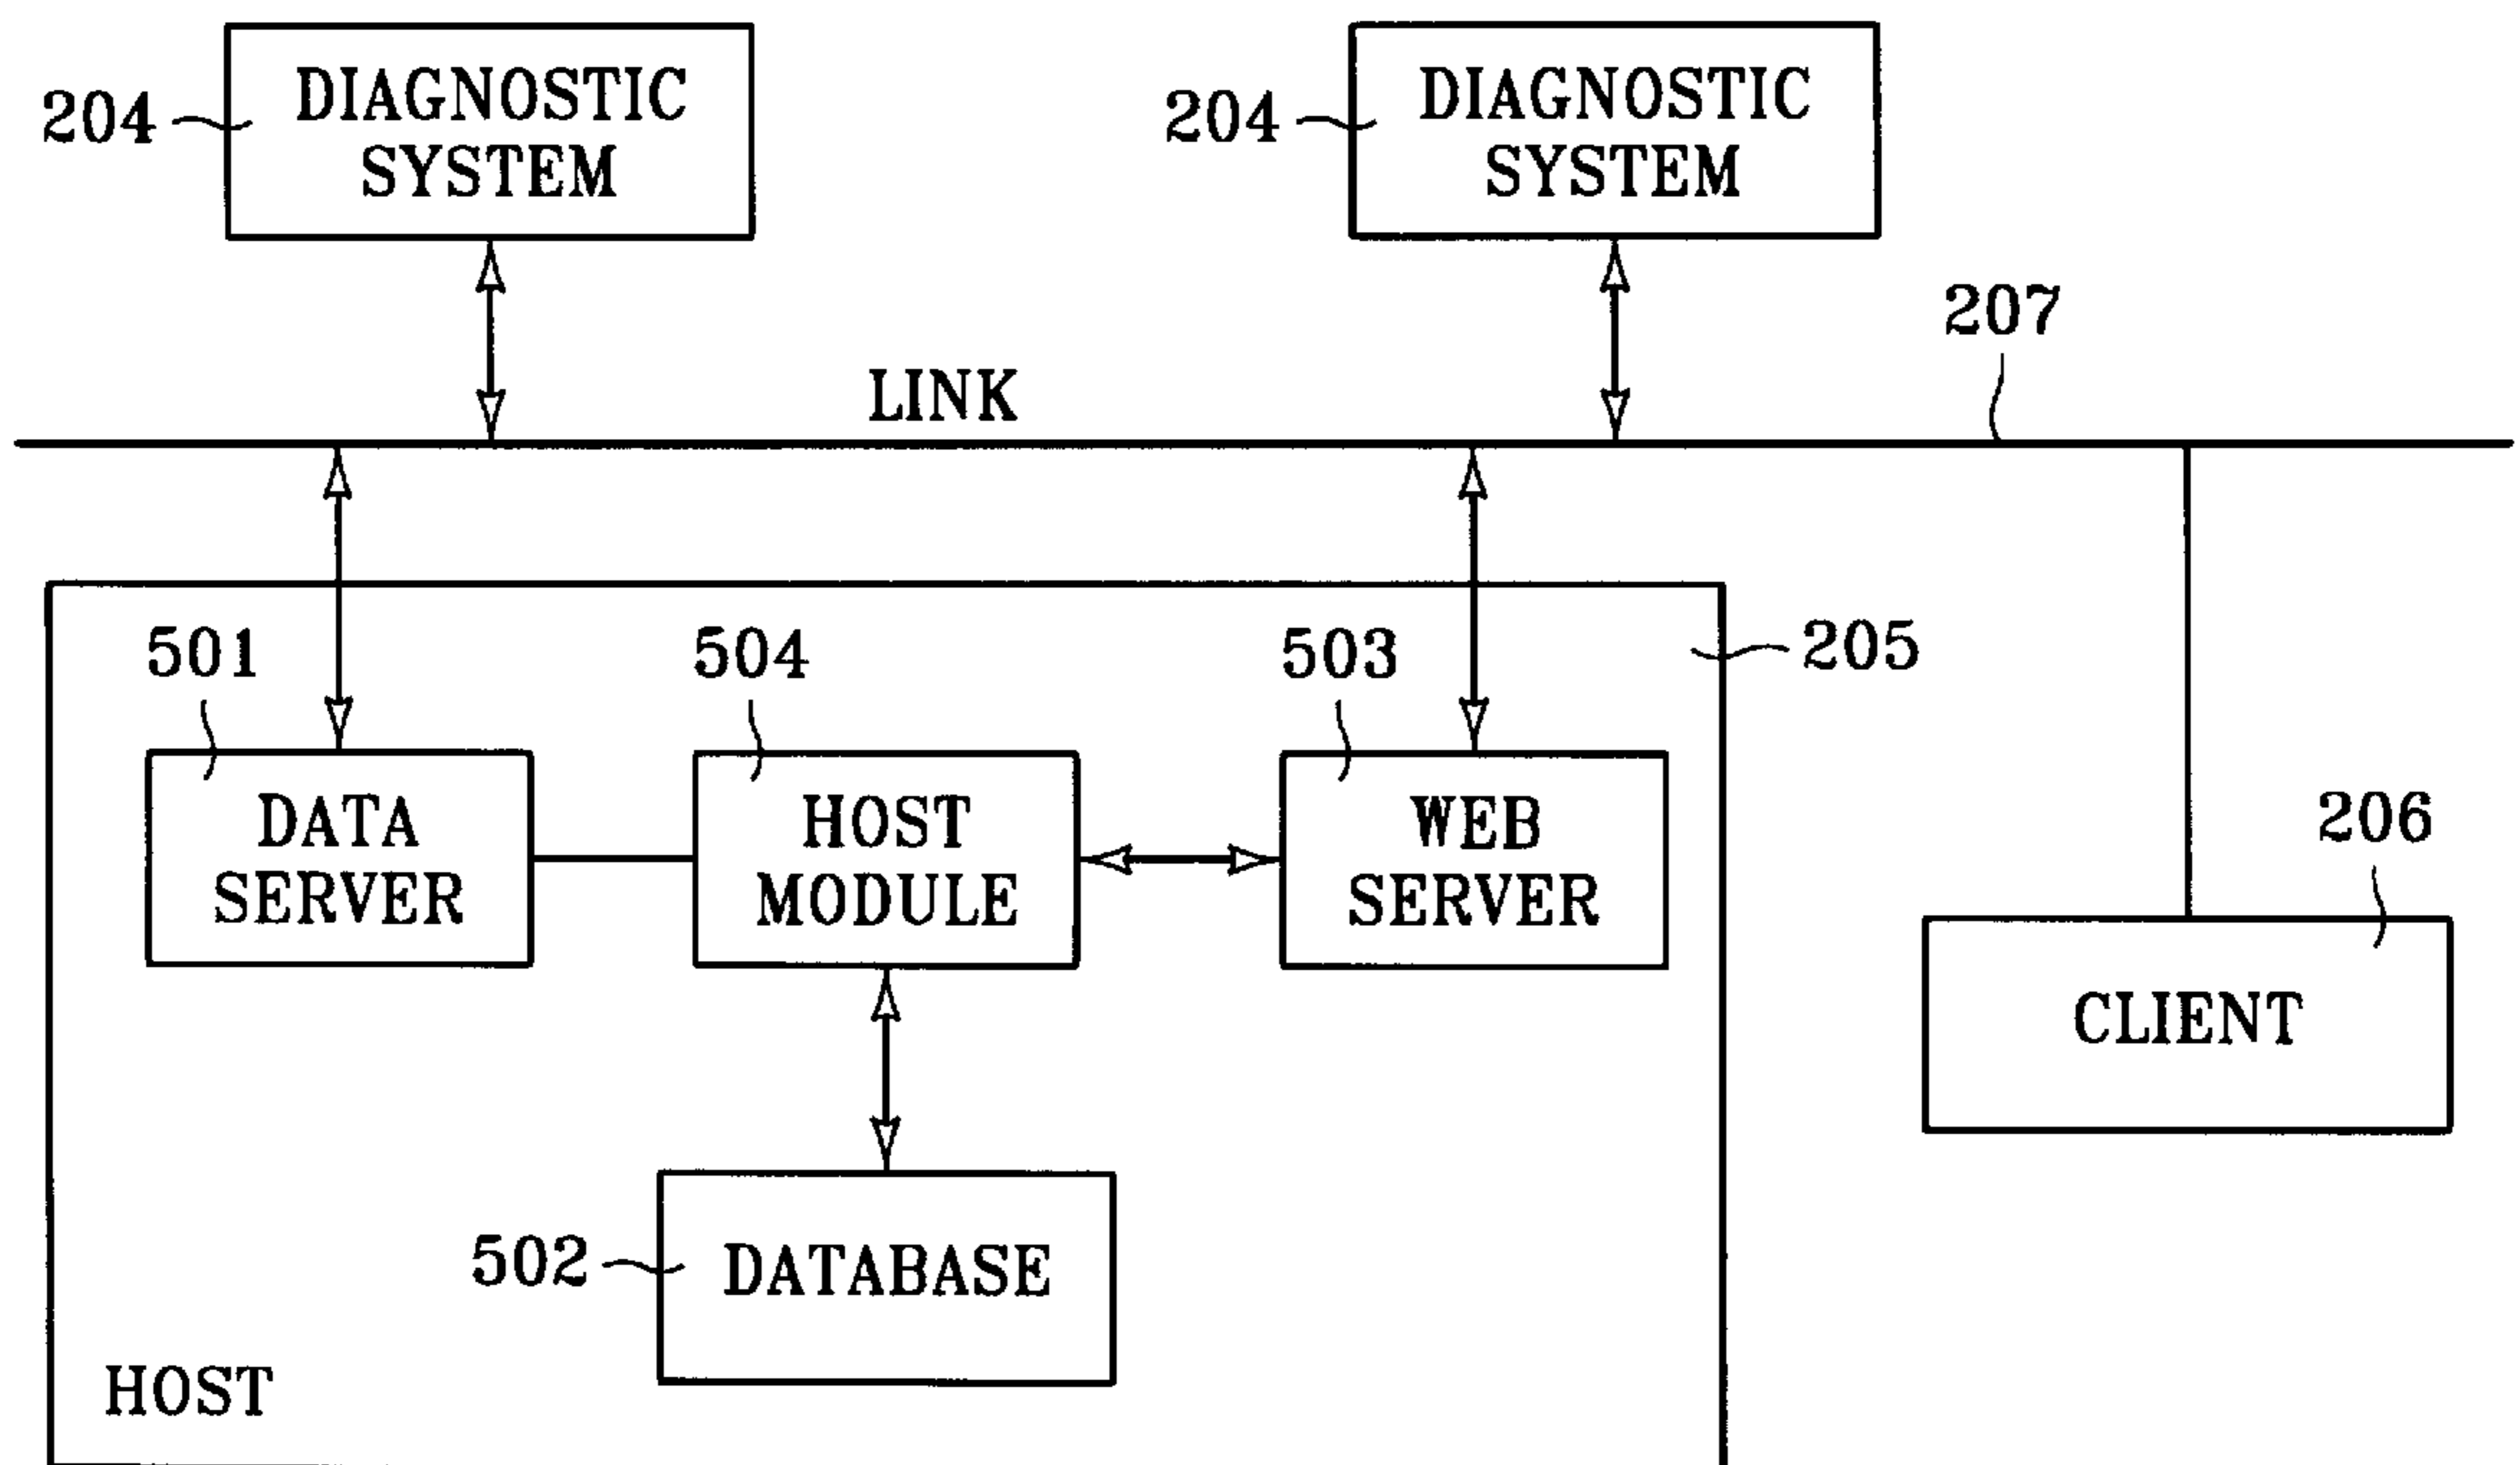 204
DIAGNOSTIC
SYSTEM
204
DIAGNOSTIC
SYSTEM
207
LINK
501
504
503
205
DATA
SERVER
HOST
MODULE
WEB
SERVER
206
CLIENT
502
DATABASE
HOST